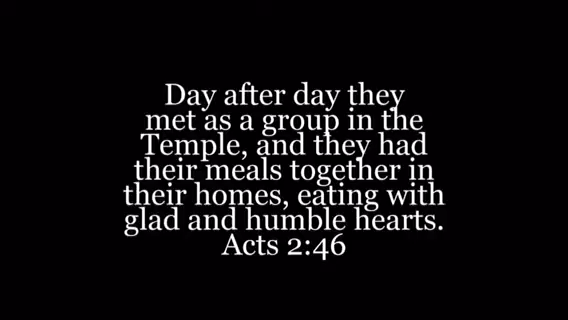 Day after day they
met as a group in the
Temple, and they had
their meals together in
their homes, eating with
glad and humble hearts.
Acts 2:46